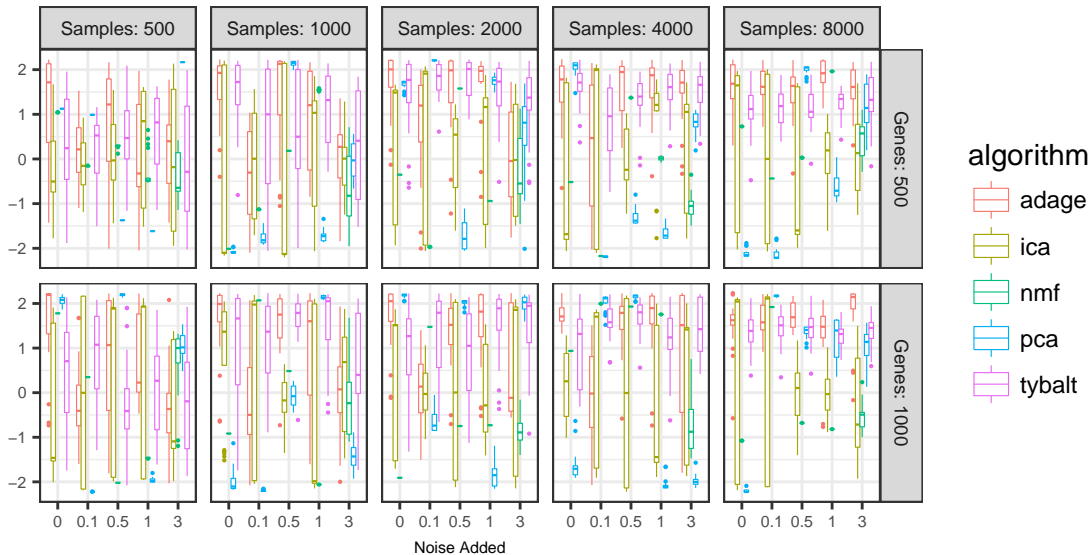 Samples: 500 Samples: 1000 Samples: 2000 Samples: 4000 Samples: 8000
2
1
0
−1
−2
Genes: 500
2
1
0
−1
−2
Genes: 1000
0 0.1 0.5 1 3 0 0.1 0.5 1 3 0 0.1 0.5 1 3 0 0.1 0.5 1 3 0 0.1 0.5 1 3
Noise Added
algorithm
adage
ica
nmf
pca
tybalt